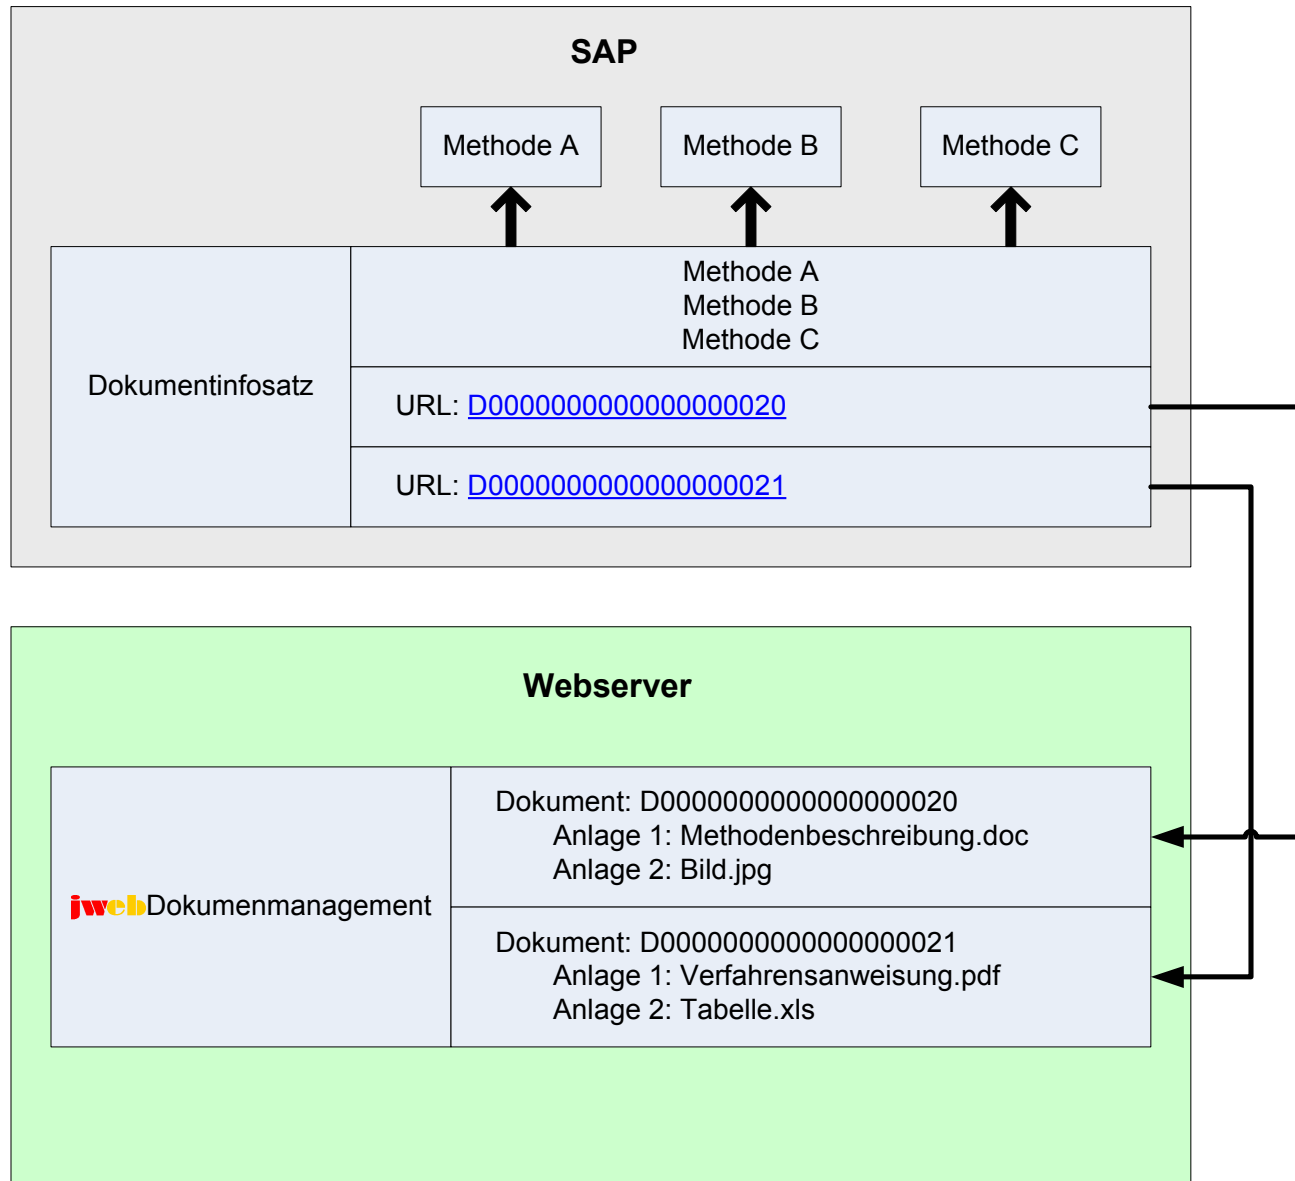 SAP
Methode A
Methode B
Methode C
Dokumentinfosatz
Methode A
Methode B
Methode C
URL: D0000000000000000020
URL: D0000000000000000021
Webserver
jwebDokumenmanagement
Dokument: D0000000000000000020
Anlage 1: Methodenbeschreibung.doc
Anlage 2: Bild.jpg
Dokument: D0000000000000000021
Anlage 1: Verfahrensanweisung.pdf
Anlage 2: Tabelle.xls